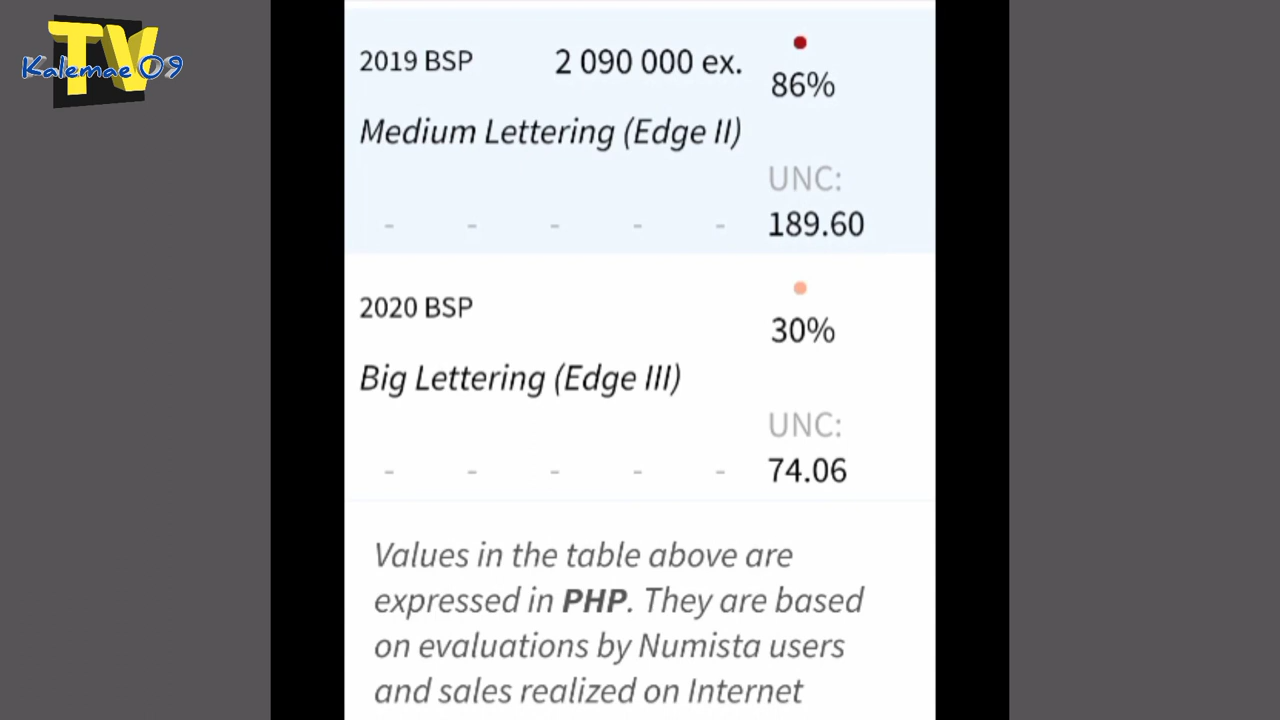 TV
Kalemae 09
2019 BSP 2 090 000 ex. 86%
Medium Lettering (Edge II)
UNC:
- - - - - 189.60
2020 BSP 30%
Big Lettering (Edge III)
UNC:
- - - - - 74.06
Values in the table above are
expressed in PHP. They are based
on evaluations by Numista users
and sales realized on Internet